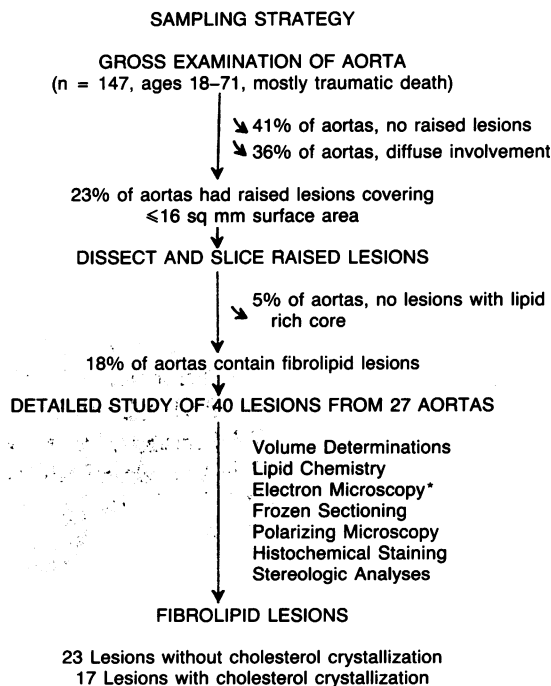 SAMPLING STRATEGY
GROSS EXAMINATION OF AORTA
(n = 147, ages 18–71, mostly traumatic death)
41% of aortas, no raised lesions
36% of aortas, diffuse involvement
23% of aortas had raised lesions covering
⩽16 sq mm surface area
DISSECT AND SLICE RAISED LESIONS
5% of aortas, no lesions with lipid
rich core
18% of aortas contain fibrolipid lesions
DETAILED STUDY OF 40 LESIONS FROM 27 AORTAS
Volume Determinations
Lipid Chemistry
Electron Microscopy*
Frozen Sectioning
Polarizing Microscopy
Histochemical Staining
Stereologic Analyses
FIBROLIPID LESIONS
23 Lesions without cholesterol crystallization
17 Lesions with cholesterol crystallization